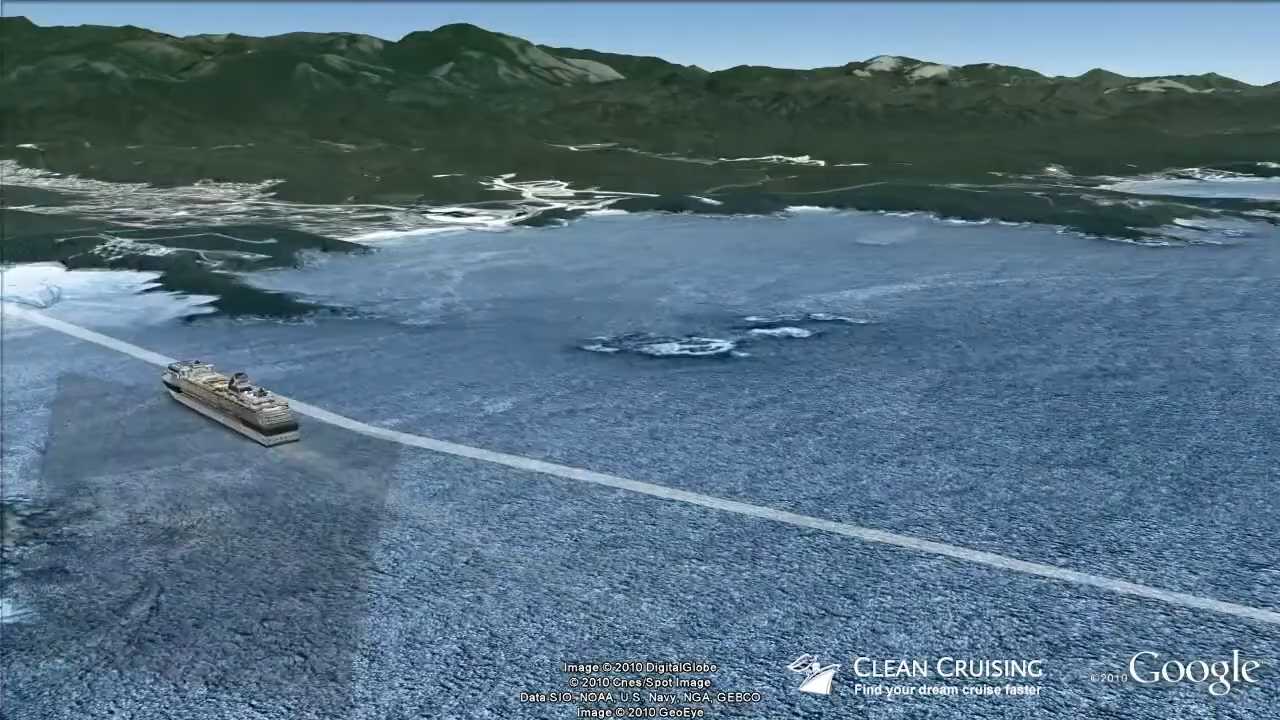 Image © 2010 DigitalGlobe
© 2010 Cnes/Spot Image
Data SIO, NOAA, U.S. Navy, NGA, GEBCO
Image © 2010 GeoEye
CLEAN CRUISING
Find your dream cruise faster
© 2010 Google